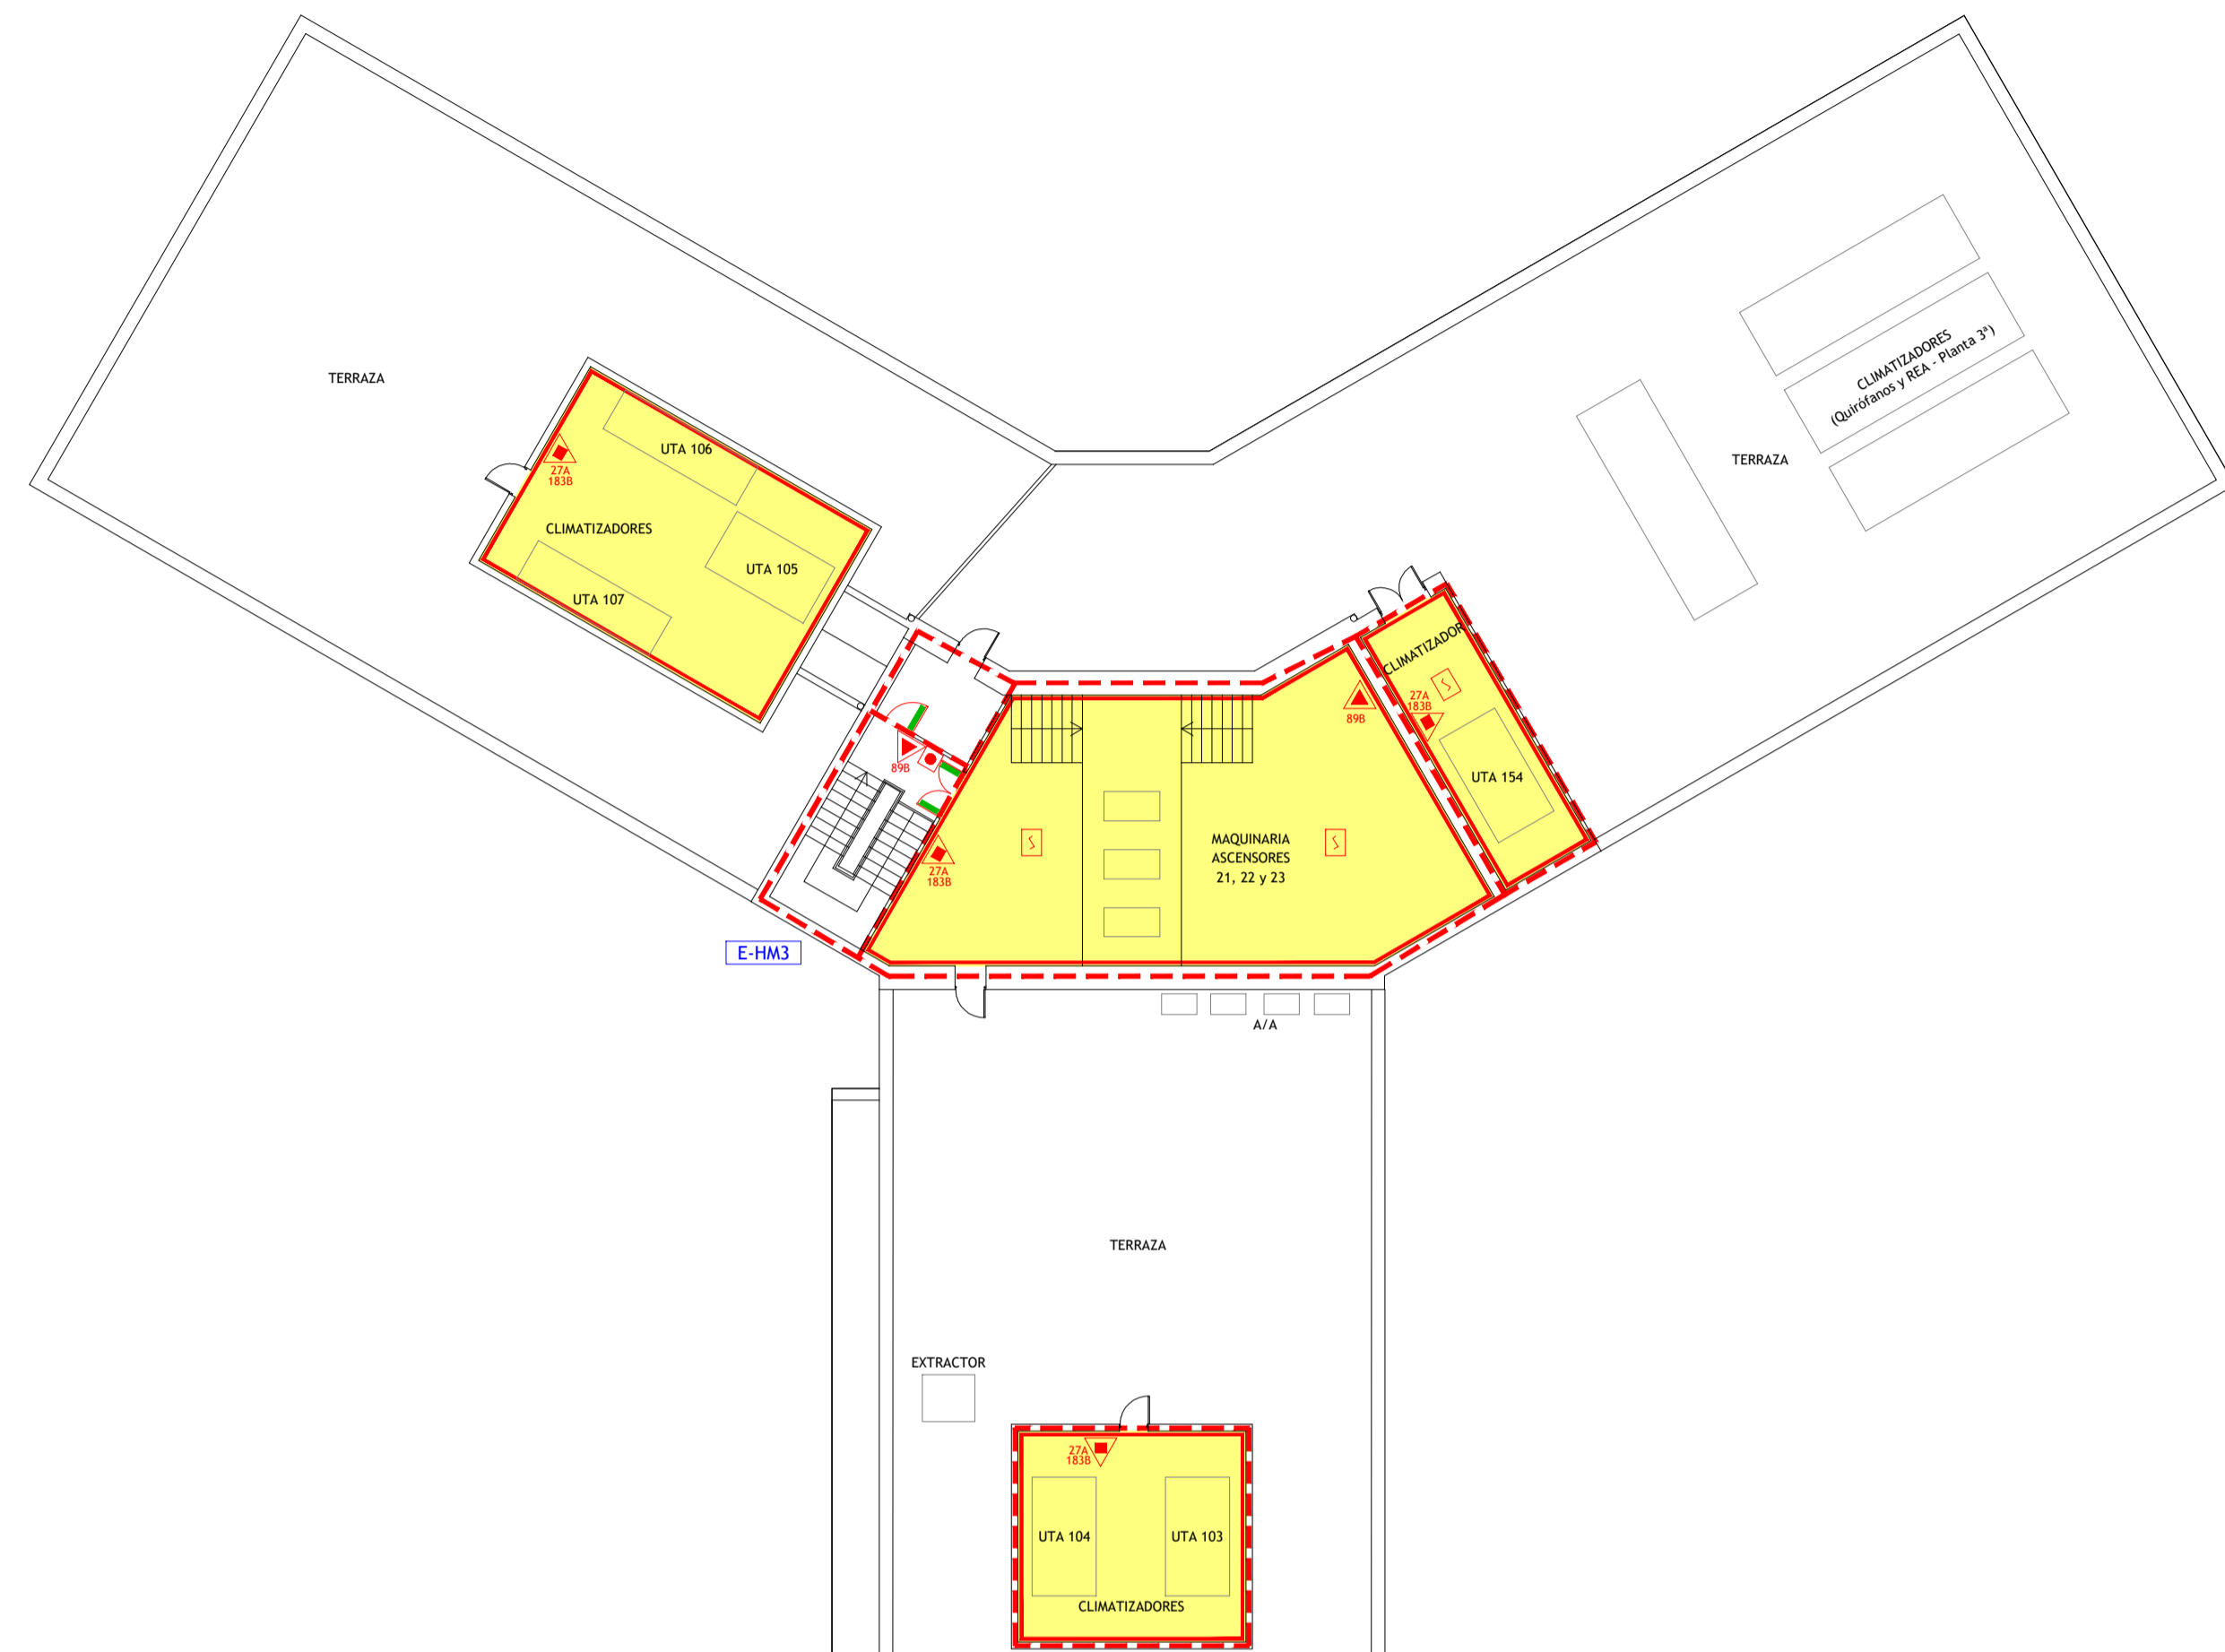 TERRAZA
UTA 106
27A
183B
CLIMATIZADORES
UTA 105
UTA 107
CLIMATIZADORES
(Quirófanos y REA - Planta 3ª)
TERRAZA
CLIMATIZADOR
27A
183B
89B
UTA 154
89B
MAQUINARIA
ASCENSORES
21, 22 y 23
27A
183B
E-HM3
A/A
TERRAZA
EXTRACTOR
27A
183B
UTA 104
UTA 103
CLIMATIZADORES